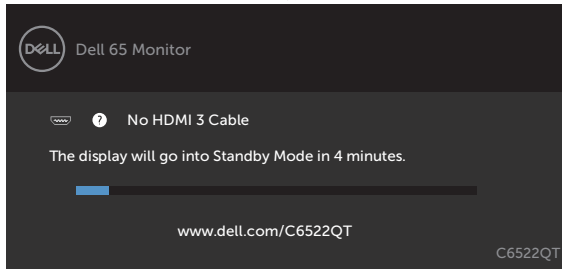 DELL Dell 65 Monitor
? No HDMI 3 Cable
The display will go into Standby Mode in 4 minutes.
www.dell.com/C6522QT
C6522QT